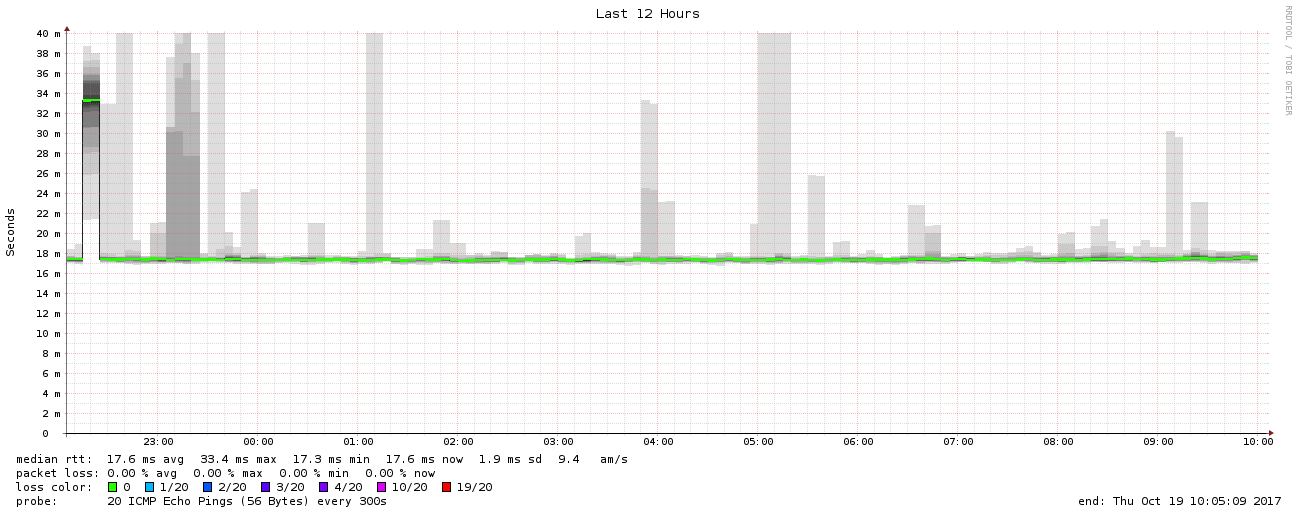 Last 12 Hours
RRDTOOL / TOBI OETIKER
Seconds
40 m
38 m
36 m
34 m
32 m
30 m
28 m
26 m
24 m
22 m
20 m
18 m
16 m
14 m
12 m
10 m
8 m
6 m
4 m
2 m
0
23:00 00:00 01:00 02:00 03:00 04:00 05:00 06:00 07:00 08:00 09:00 10:00
median rtt: 17.6 ms avg 33.4 ms max 17.3 ms min 17.6 ms now 1.9 ms sd 9.4 am/s
packet loss: 0.00 % avg 0.00 % max 0.00 % min 0.00 % now
loss color: 0 1/20 2/20 3/20 4/20 10/20 19/20
probe: 20 ICMP Echo Pings (56 Bytes) every 300s end: Thu Oct 19 10:05:09 2017